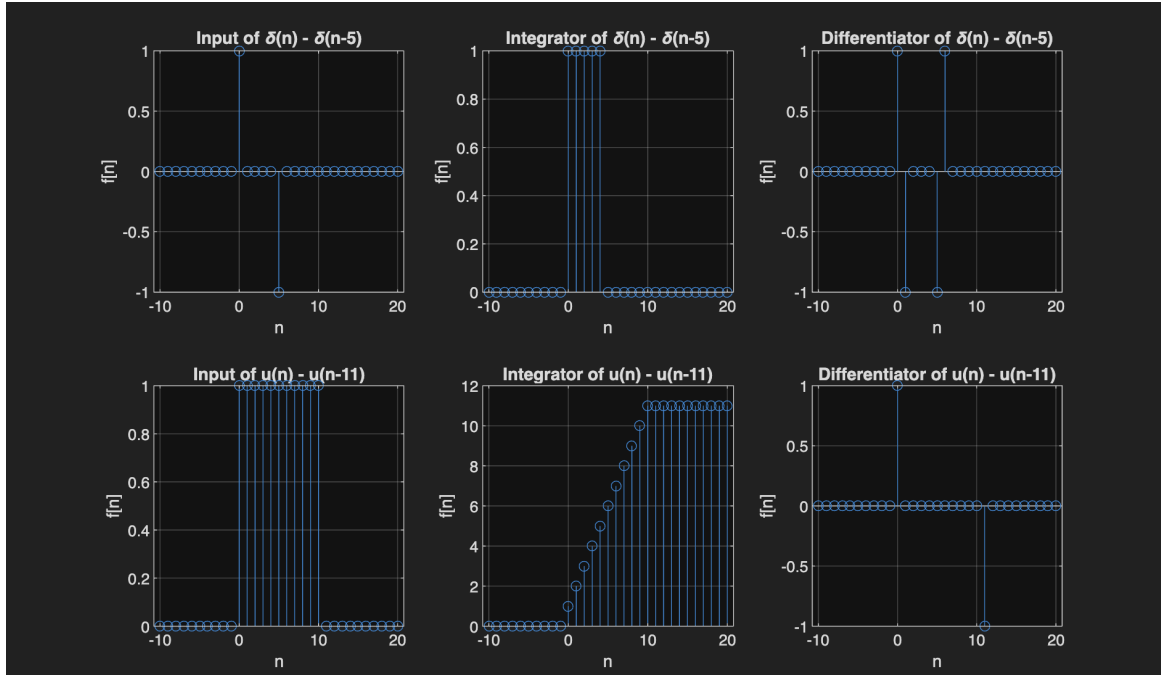 Input of δ(n) - δ(n-5)
Integrator of δ(n) - δ(n-5)
Differentiator of δ(n) - δ(n-5)
1
0.5
0
-0.5
-1
f[n]
-10 0 10 20
n
1
0.8
0.6
0.4
0.2
0
f[n]
-10 0 10 20
n
1
0.5
0
-0.5
-1
f[n]
-10 0 10 20
n
Input of u(n) - u(n-11)
Integrator of u(n) - u(n-11)
Differentiator of u(n) - u(n-11)
1
0.8
0.6
0.4
0.2
0
f[n]
-10 0 10 20
n
12
10
8
6
4
2
0
f[n]
-10 0 10 20
n
1
0.5
0
-0.5
-1
f[n]
-10 0 10 20
n